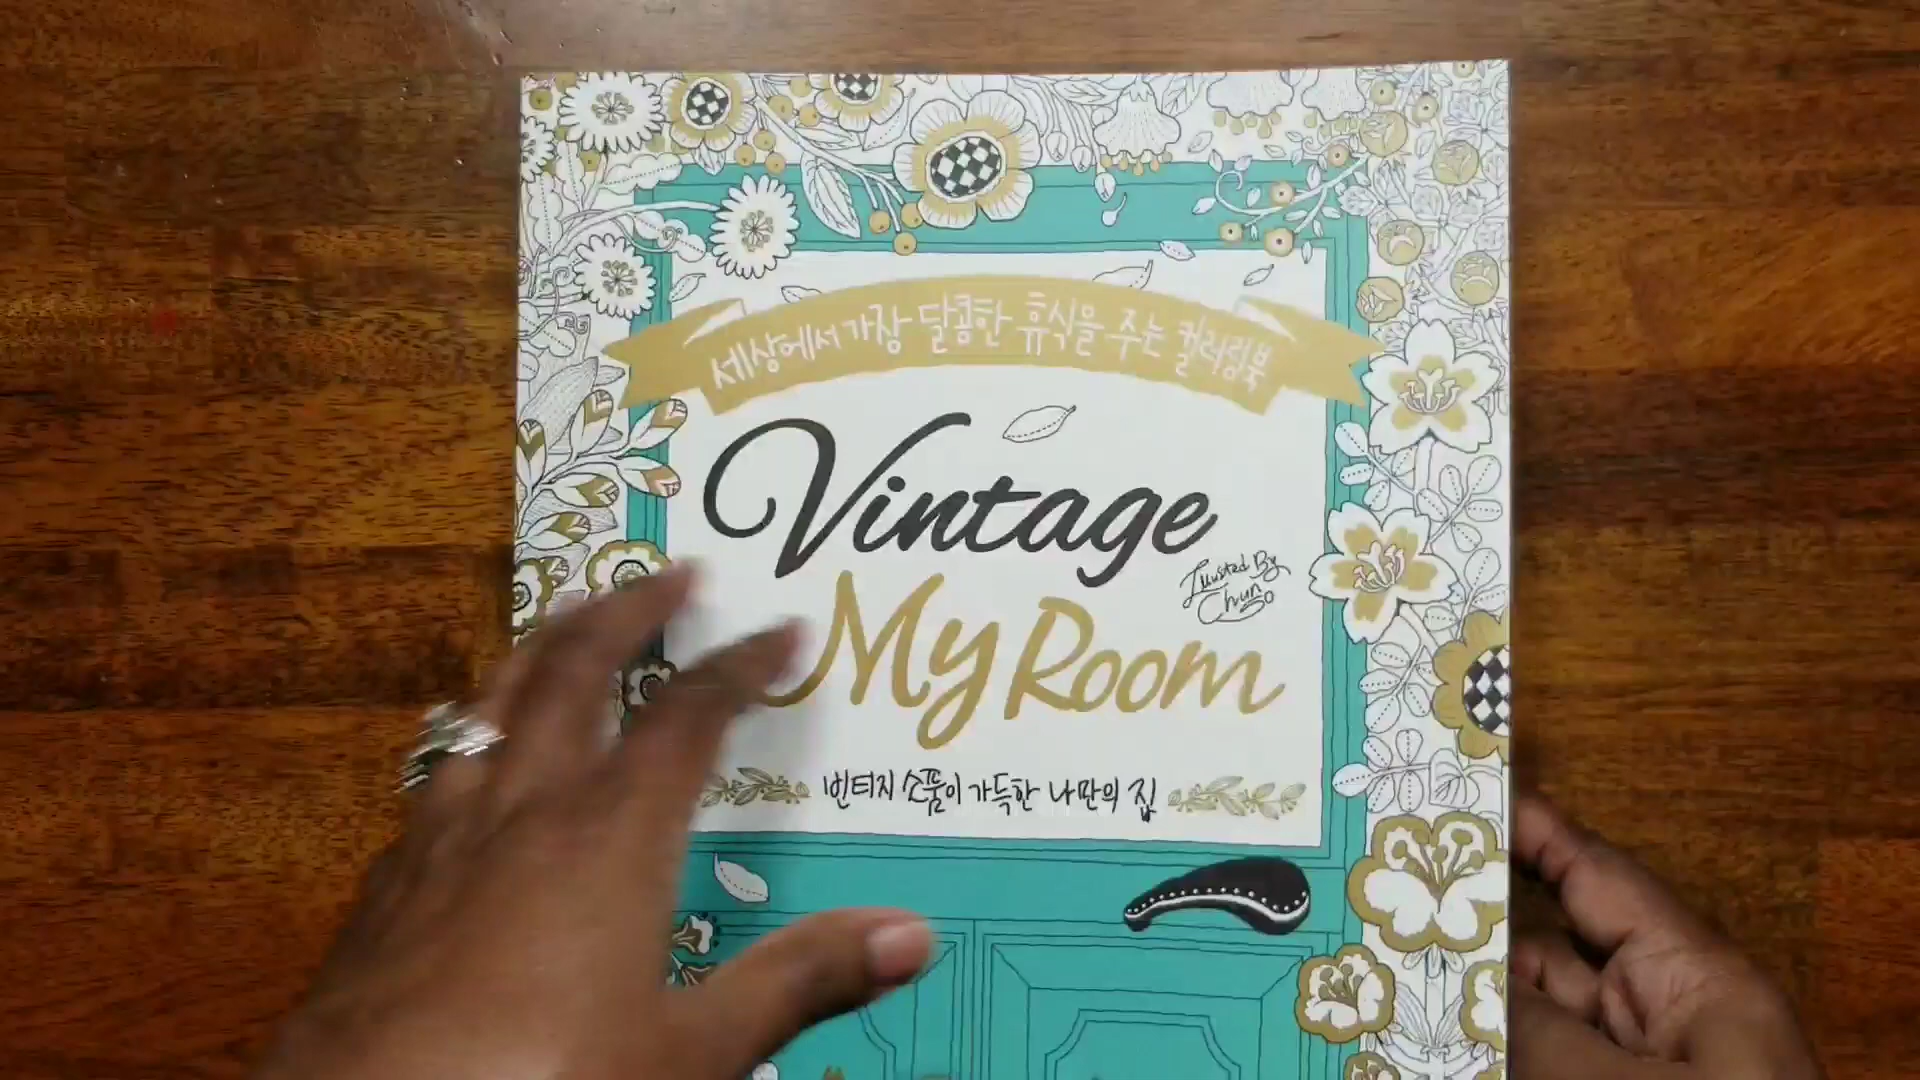 세상에서 가장 달콤한 휴식을 주는 컬러링북
Vintage
Illusted By
Chung
My Room
빈티지 소품이 가득한 나만의 집